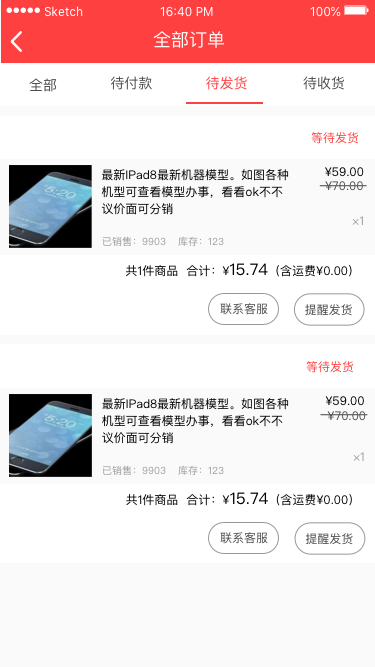 Sketch 16:40 PM 100%
全部订单
全部 待付款 待发货 待收货
等待发货
最新IPad8最新机器模型。如图各种 ¥59.00
机型可查看模型办事，看看ok不不 ¥70.00
议价面可分销
×1
已销售：9903 库存：123
共1件商品 合计：¥15.74（含运费¥0.00）
联系客服 提醒发货
等待发货
最新IPad8最新机器模型。如图各种 ¥59.00
机型可查看模型办事，看看ok不不 ¥70.00
议价面可分销
×1
已销售：9903 库存：123
共1件商品 合计：¥15.74（含运费¥0.00）
联系客服 提醒发货